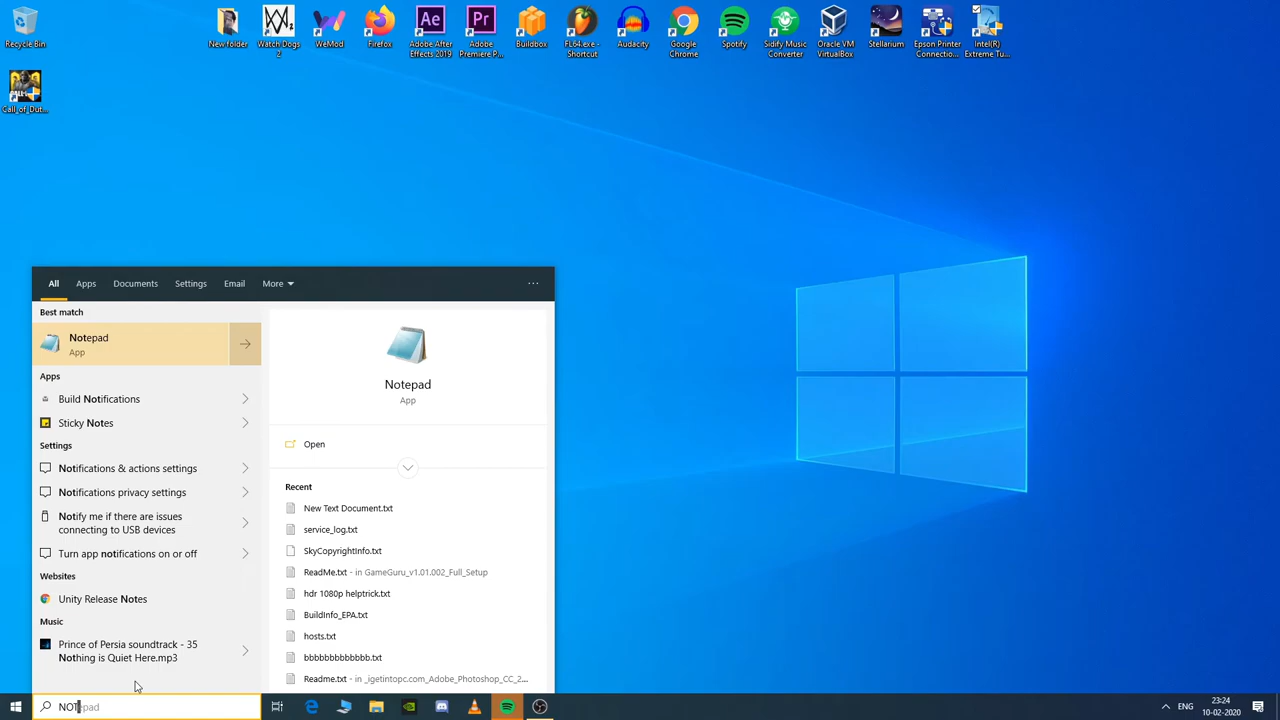 Recycle Bin
New folder
Watch Dogs
2
WeMod
Firefox
Adobe After
Effects 2019
Adobe
Premiere P...
Buildbox
FL64.exe -
Shortcut
Audacity
Google
Chrome
Spotify
Sidify Music
Converter
Oracle VM
VirtualBox
Stellarium
Epson Printer
Connectio...
Intel(R)
Extreme Tu...
Call_of_Dut...
All
Apps
Documents
Settings
Email
More
...
Best match
Notepad
App
Apps
Build Notifications
Sticky Notes
Settings
Notifications & actions settings
Notifications privacy settings
Notify me if there are issues
connecting to USB devices
Turn app notifications on or off
Websites
Unity Release Notes
Music
Prince of Persia soundtrack - 35
Nothing is Quiet Here.mp3
Notepad
App
Open
Recent
New Text Document.txt
service_log.txt
SkyCopyrightInfo.txt
ReadMe.txt - in GameGuru_v1.01.002_Full_Setup
hdr 1080p helptrick.txt
BuildInfo_EPA.txt
hosts.txt
bbbbbbbbbbbbb.txt
Readme.txt - in _igetintopc.com_Adobe_Photoshop_CC_2...
NOTepad
ENG
23:24
10-02-2020